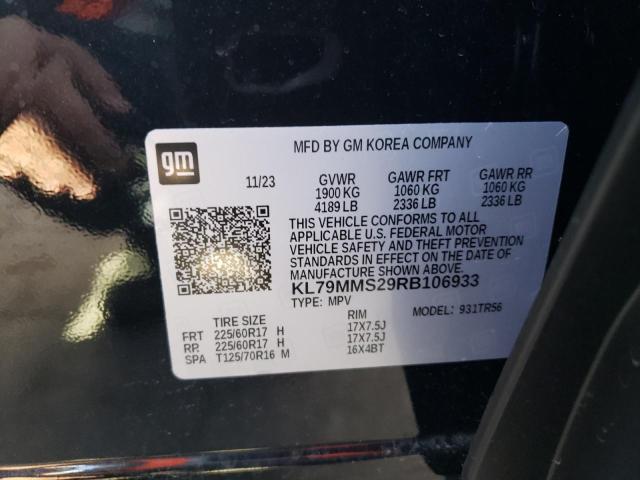 gm
MFD BY GM KOREA COMPANY
11/23 GVWR GAWR FRT GAWR RR
1900 KG 1060 KG 1060 KG
4189 LB 2336 LB 2336 LB
THIS VEHICLE CONFORMS TO ALL
APPLICABLE U.S. FEDERAL MOTOR
VEHICLE SAFETY AND THEFT PREVENTION
STANDARDS IN EFFECT ON THE DATE OF
MANUFACTURE SHOWN ABOVE.
KL79MMS29RB106933
TYPE: MPV MODEL: 931TR56
TIRE SIZE RIM
FRT 225/60R17 H 17X7.5J
RR 225/60R17 H 17X7.5J
SPA T125/70R16 M 16X4BT